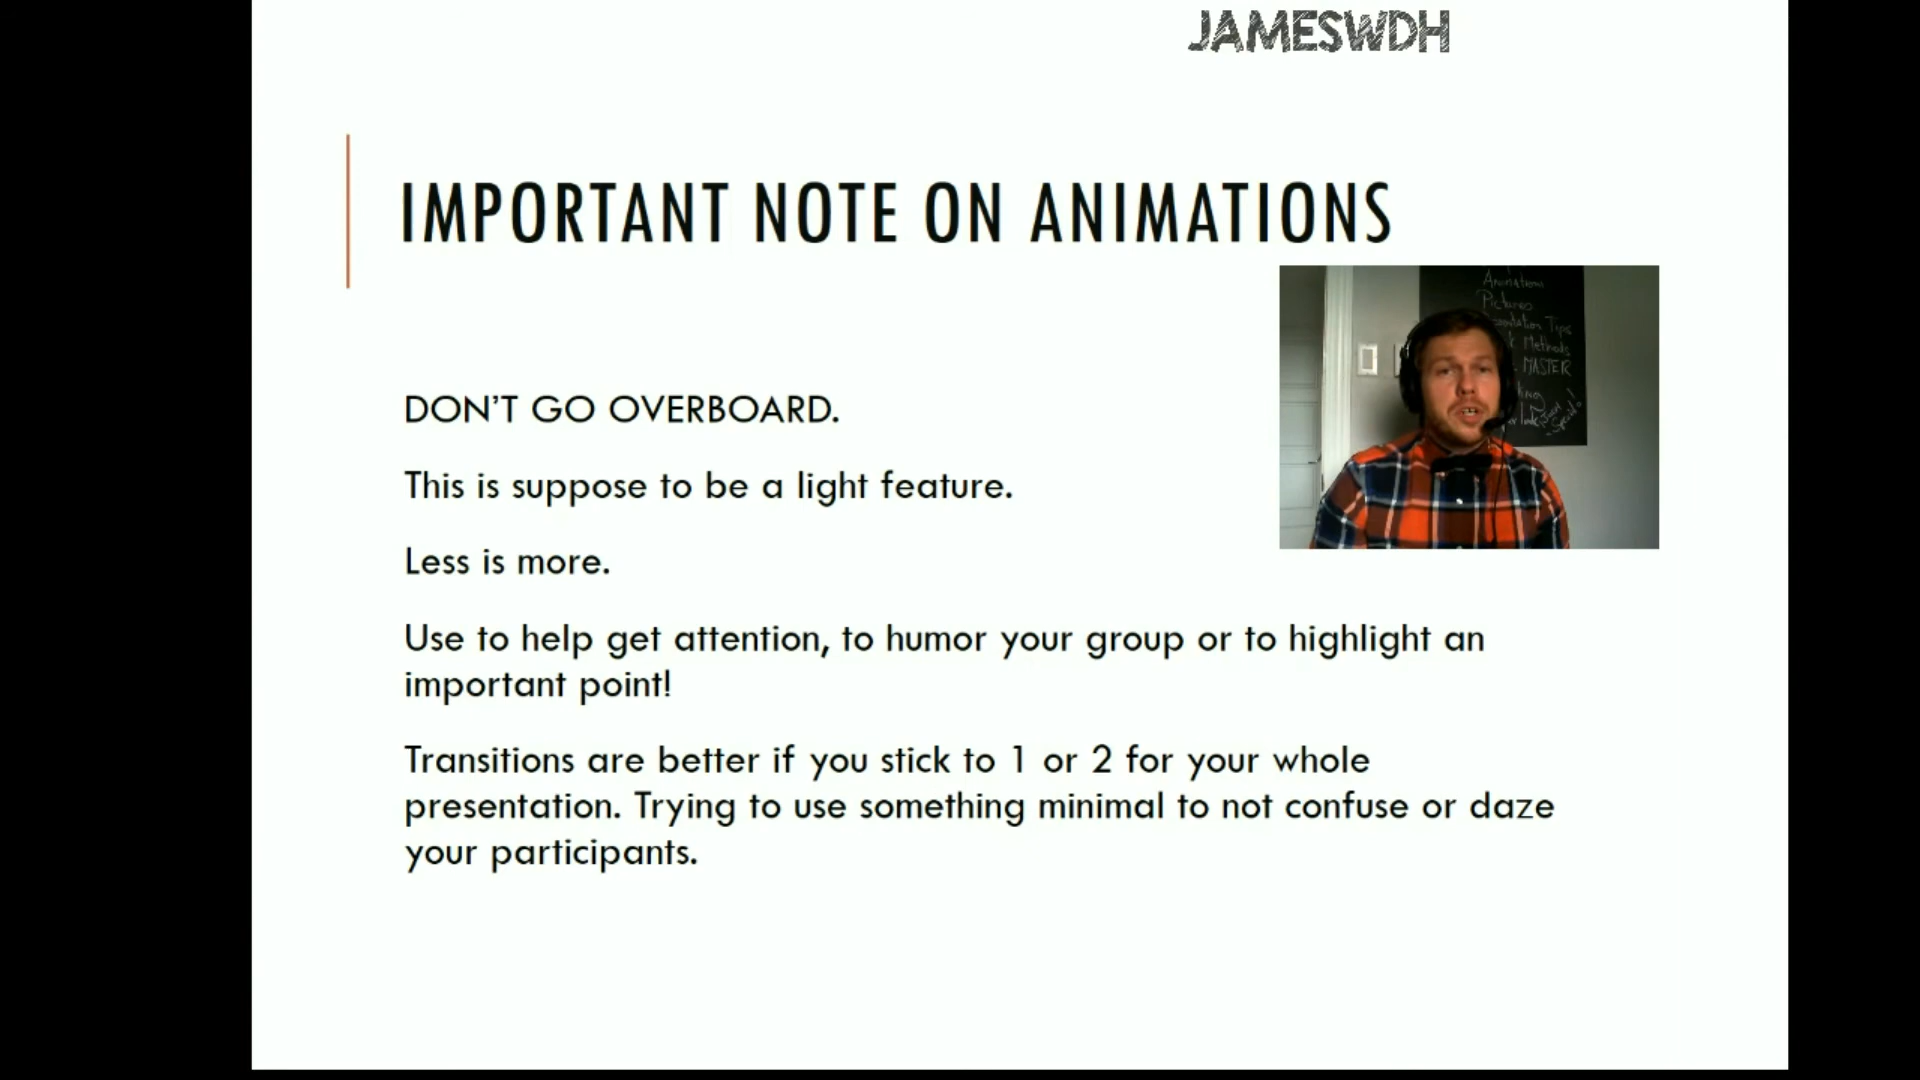 JAMESWDH
IMPORTANT NOTE ON ANIMATIONS
Animations
Pictures
Tips
Methods
MASTER
DON'T GO OVERBOARD.
This is suppose to be a light feature.
Less is more.
Use to help get attention, to humor your group or to highlight an
important point!
Transitions are better if you stick to 1 or 2 for your whole
presentation. Trying to use something minimal to not confuse or daze
your participants.